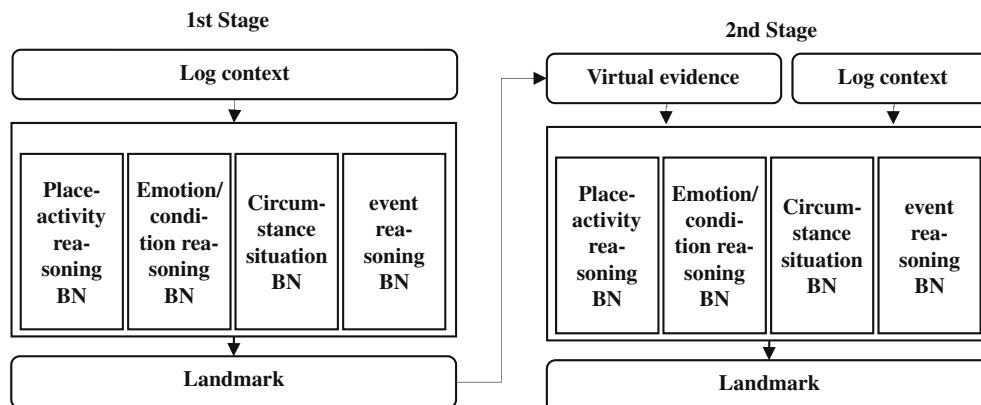 1st Stage
Log context
Place-
activity
rea-
soning
BN
Emotion/
condi-
tion rea-
soning
BN
Circum-
stance
situation
BN
event
rea-
soning
BN
Landmark
2nd Stage
Virtual evidence
Log context
Place-
activity
rea-
soning
BN
Emotion/
condi-
tion rea-
soning
BN
Circum-
stance
situation
BN
event
rea-
soning
BN
Landmark